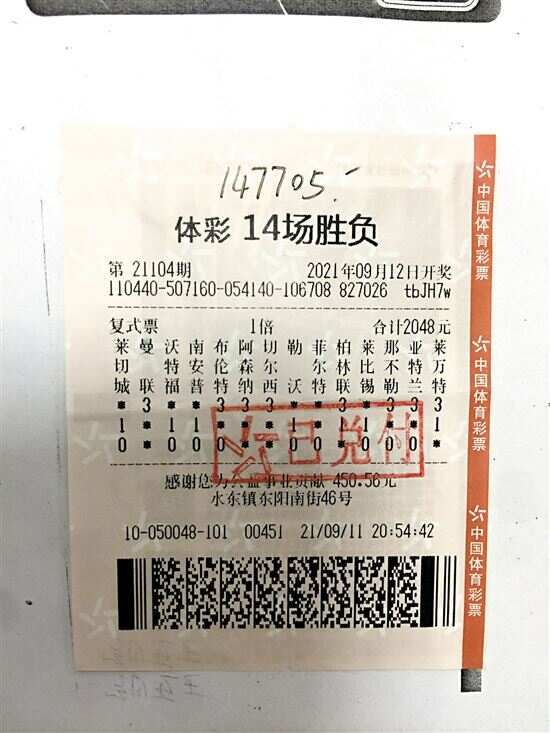 147705
体彩 14场胜负
第 21104期
2021年09月12日开奖
110440-507160-054140-106708 827026 tbJH7w
复式票 1倍 合计2048元
莱切城
曼联
沃特福
南安普
布伦特
阿森纳
切尔西
勒沃
菲尔特
柏林联
莱比锡
那不勒
亚特兰
莱万特
已兑付
感谢您为公益事业贡献 450.56元
水东镇东阳南街46号
10-050048-101 00451 21/09/11 20:54:42
中国体育彩票
中国体育彩票